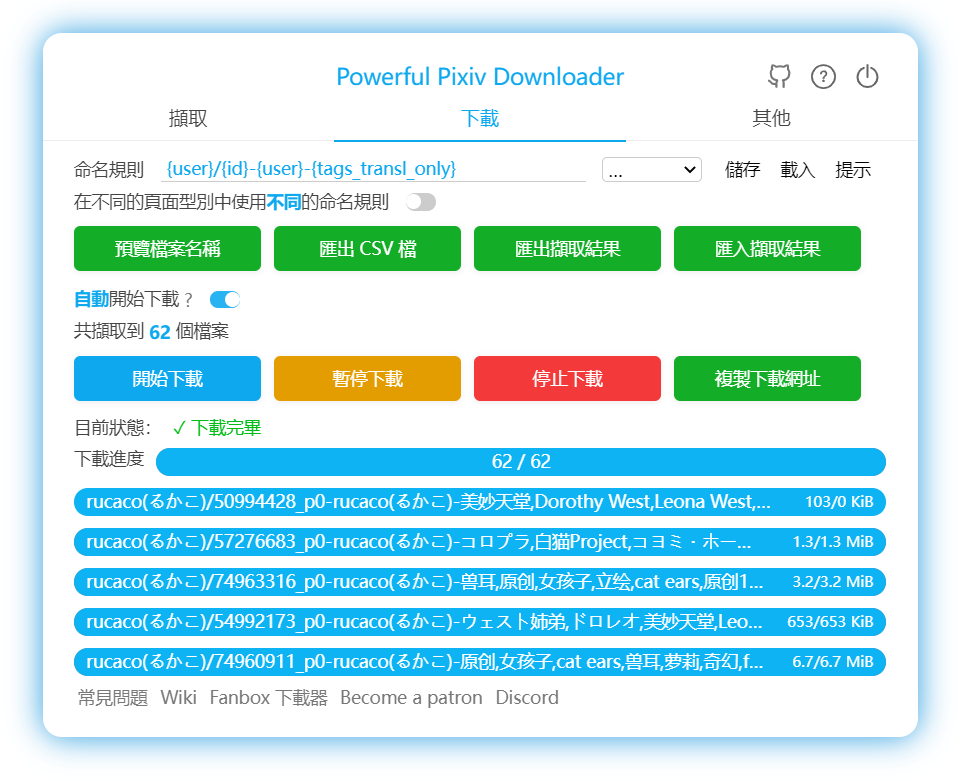 Powerful Pixiv Downloader
擷取 下載 其他
命名規則 {user}/{id}-{user}-{tags_transl_only} ... 儲存 載入 提示
在不同的頁面型別中使用不同的命名規則
預覽檔案名稱 匯出 CSV 檔 匯出擷取結果 匯入擷取結果
自動開始下載?
共擷取到 62 個檔案
開始下載 暫停下載 停止下載 複製下載網址
目前狀態: ✓ 下載完畢
下載進度 62 / 62
rucaco(るかこ)/50994428_p0-rucaco(るかこ)-美妙天堂,Dorothy West,Leona West,... 103/0 KiB
rucaco(るかこ)/57276683_p0-rucaco(るかこ)-コロプラ,白猫Project,コヨミ・ホー... 1.3/1.3 MiB
rucaco(るかこ)/74963316_p0-rucaco(るかこ)-兽耳,原创,女孩子,立绘,cat ears,原创1... 3.2/3.2 MiB
rucaco(るかこ)/54992173_p0-rucaco(るかこ)-ウェスト姉弟,ドロレオ,美妙天堂,Leo... 653/653 KiB
rucaco(るかこ)/74960911_p0-rucaco(るかこ)-原创,女孩子,cat ears,兽耳,萝莉,奇幻,f... 6.7/6.7 MiB
常見問題 Wiki Fanbox 下載器 Become a patron Discord